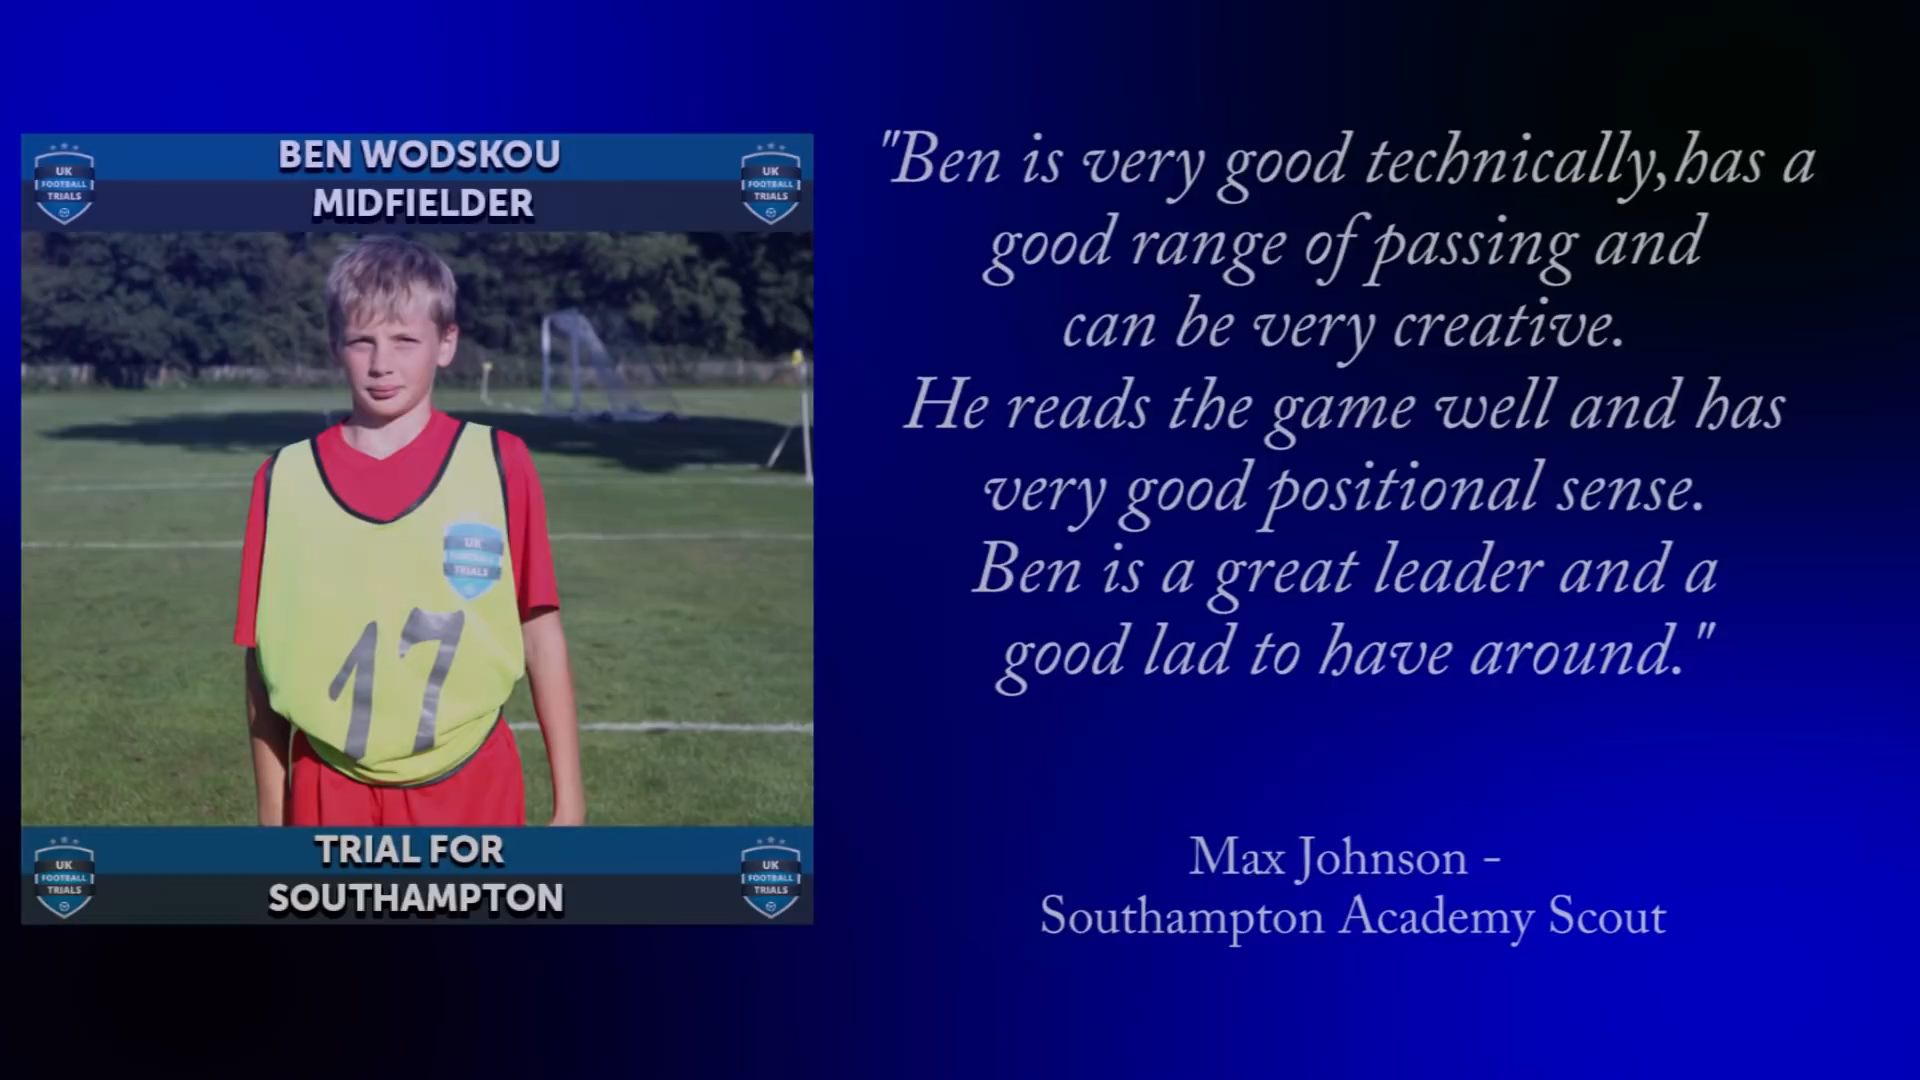 BEN WODSKOU
MIDFIELDER
UK
FOOTBALL
TRIALS
UK
FOOTBALL
TRIALS
UK
FOOTBALL
TRIALS
17
TRIAL FOR
SOUTHAMPTON
UK
FOOTBALL
TRIALS
UK
FOOTBALL
TRIALS
"Ben is very good technically,has a
good range of passing and
can be very creative.
He reads the game well and has
very good positional sense.
Ben is a great leader and a
good lad to have around."
Max Johnson -
Southampton Academy Scout